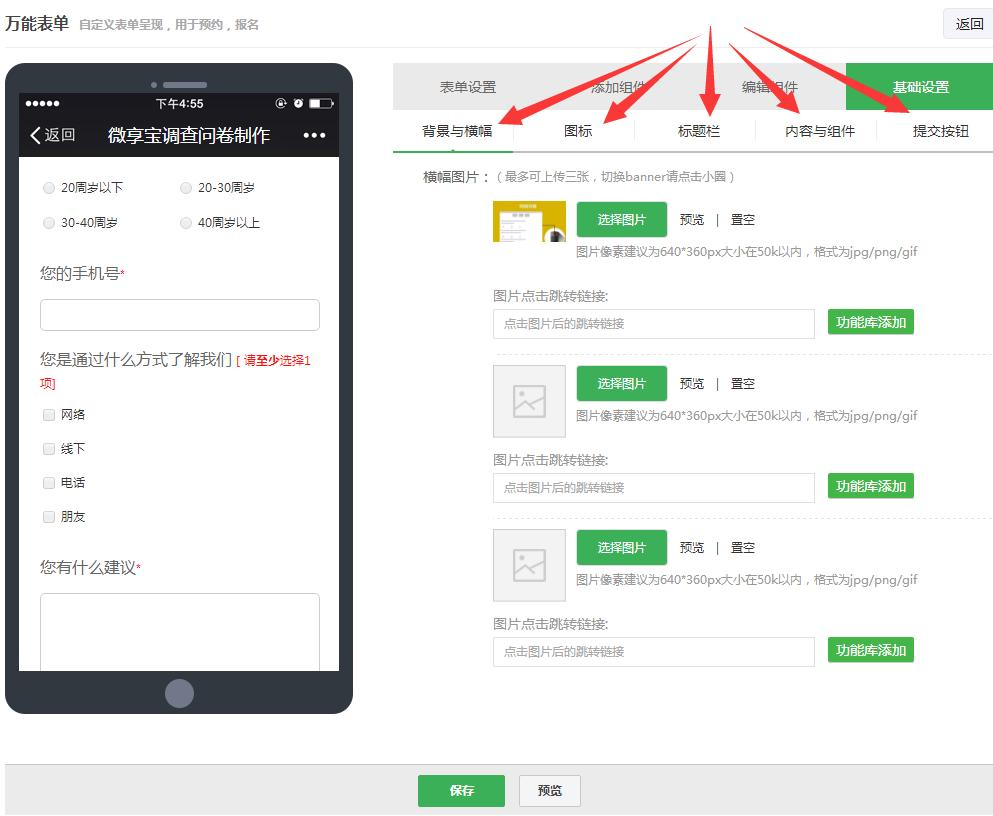 万能表单 自定义表单呈现，用于预约，报名
返回
下午4:55
返回 微享宝调查问卷制作
20周岁以下 20-30周岁
30-40周岁 40周岁以上
您的手机号*
您是通过什么方式了解我们 [ 请至少选择1
项]
网络
线下
电话
朋友
您有什么建议*
表单设置 添加组件 编辑组件 基础设置
背景与横幅 图标 标题栏 内容与组件 提交按钮
横幅图片：（ 最多可上传三张，切换banner请点击小圆 ）
选择图片 预览 | 置空
图片像素建议为640*360px大小在50k以内，格式为jpg/png/gif
图片点击跳转链接:
点击图片后的跳转链接 功能库添加
选择图片 预览 | 置空
图片像素建议为640*360px大小在50k以内，格式为jpg/png/gif
图片点击跳转链接:
点击图片后的跳转链接 功能库添加
选择图片 预览 | 置空
图片像素建议为640*360px大小在50k以内，格式为jpg/png/gif
图片点击跳转链接:
点击图片后的跳转链接 功能库添加
保存 预览